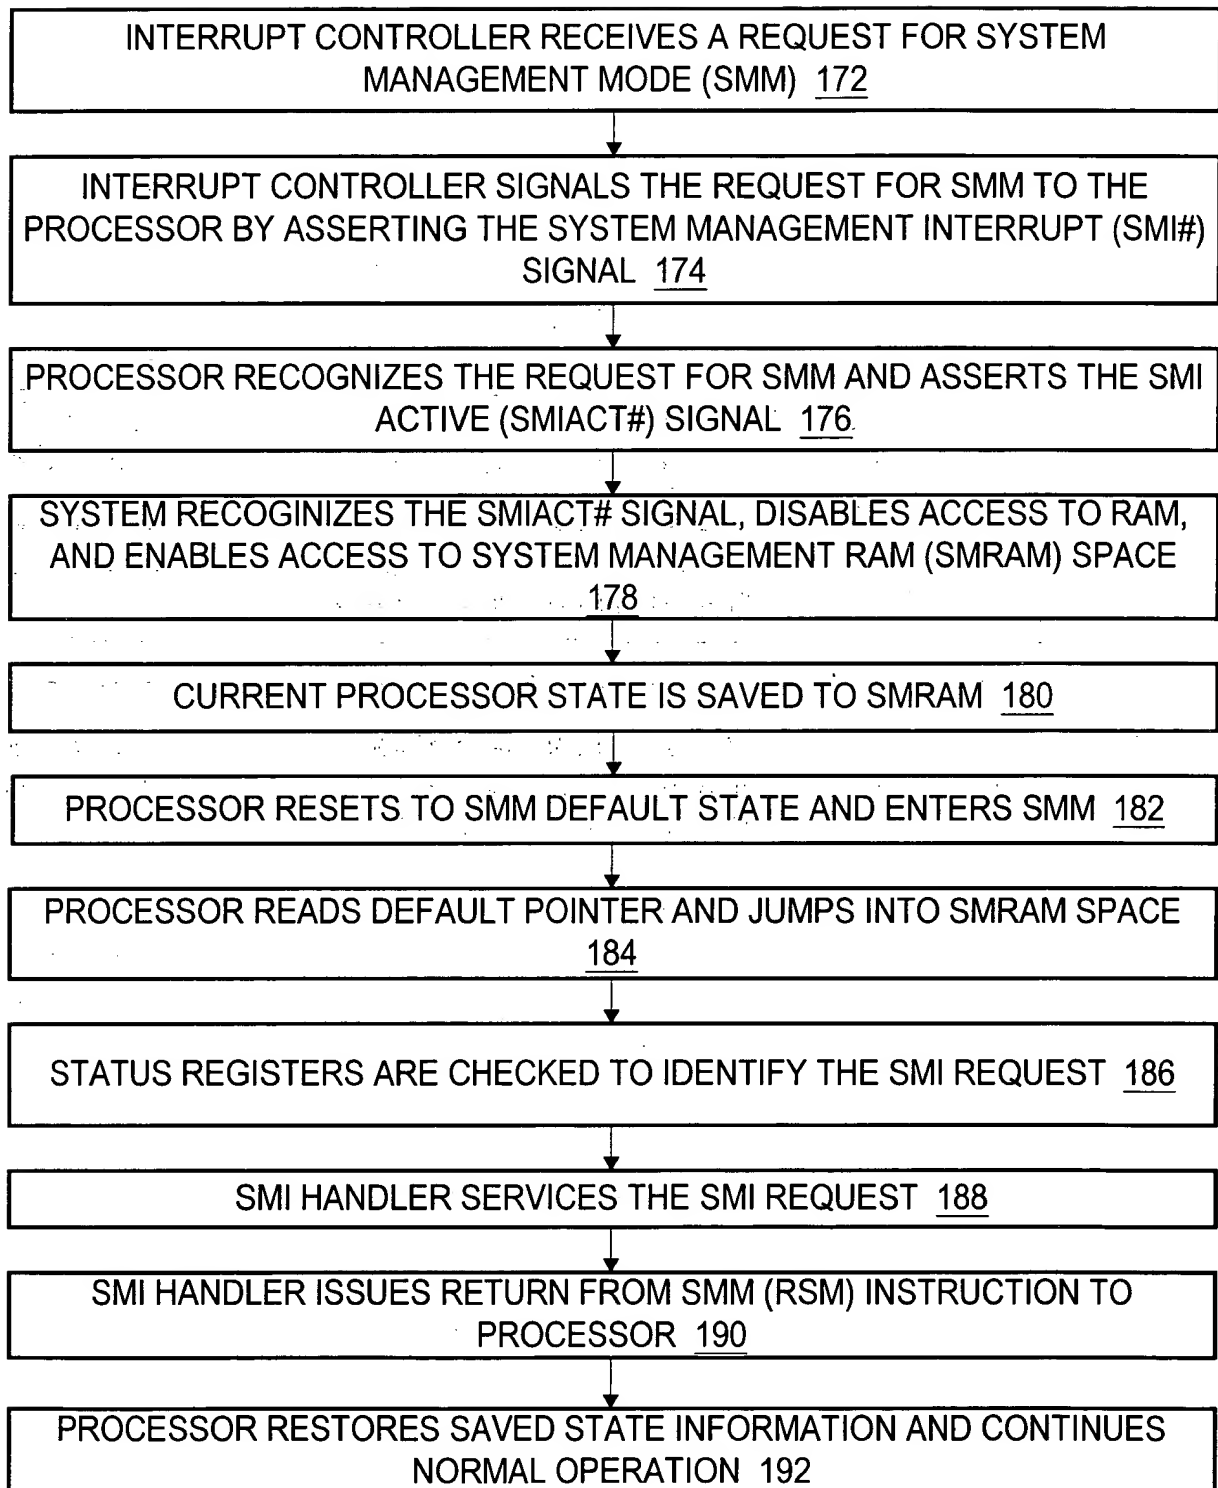 INTERRUPT CONTROLLER RECEIVES A REQUEST FOR SYSTEM
MANAGEMENT MODE (SMM) 172
INTERRUPT CONTROLLER SIGNALS THE REQUEST FOR SMM TO THE
PROCESSOR BY ASSERTING THE SYSTEM MANAGEMENT INTERRUPT (SMI#)
SIGNAL 174
PROCESSOR RECOGNIZES THE REQUEST FOR SMM AND ASSERTS THE SMI
ACTIVE (SMIACT#) SIGNAL 176
SYSTEM RECOGINIZES THE SMIACT# SIGNAL, DISABLES ACCESS TO RAM,
AND ENABLES ACCESS TO SYSTEM MANAGEMENT RAM (SMRAM) SPACE
178
CURRENT PROCESSOR STATE IS SAVED TO SMRAM 180
PROCESSOR RESETS TO SMM DEFAULT STATE AND ENTERS SMM 182
PROCESSOR READS DEFAULT POINTER AND JUMPS INTO SMRAM SPACE
184
STATUS REGISTERS ARE CHECKED TO IDENTIFY THE SMI REQUEST 186
SMI HANDLER SERVICES THE SMI REQUEST 188
SMI HANDLER ISSUES RETURN FROM SMM (RSM) INSTRUCTION TO
PROCESSOR 190
PROCESSOR RESTORES SAVED STATE INFORMATION AND CONTINUES
NORMAL OPERATION 192